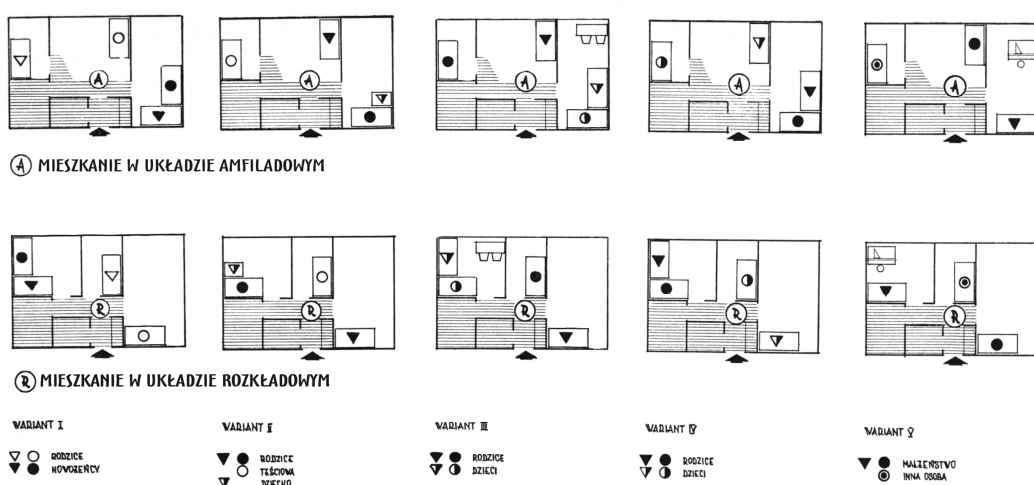 A A A A A
A MIESZKANIE W UKŁADZIE AMFILADOWYM
R R R R R
R MIESZKANIE W UKŁADZIE ROZKŁADOWYM
WARIANT I
RODZICE
NOWOŻEŃCY
WARIANT II
RODZICE
TEŚCIOWA
DZIECKO
WARIANT III
RODZICE
DZIECI
WARIANT IV
RODZICE
DZIECI
WARIANT V
MAŁŻEŃSTWO
INNA OSOBA